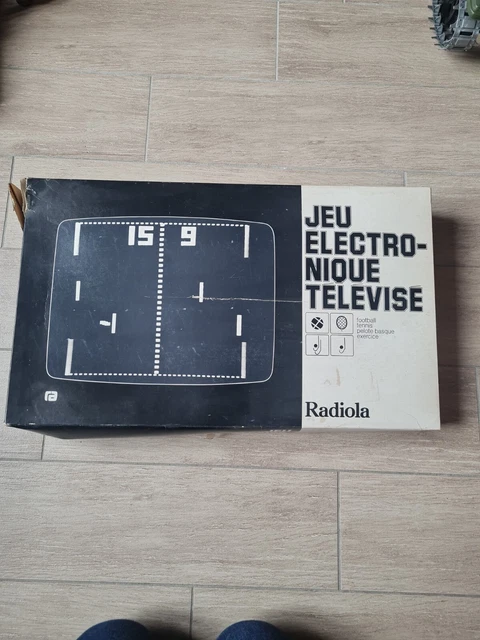 15 9
JEU
ELECTRO-
NIQUE
TELEVISE
football
tennis
pelote basque
exercice
Radiola